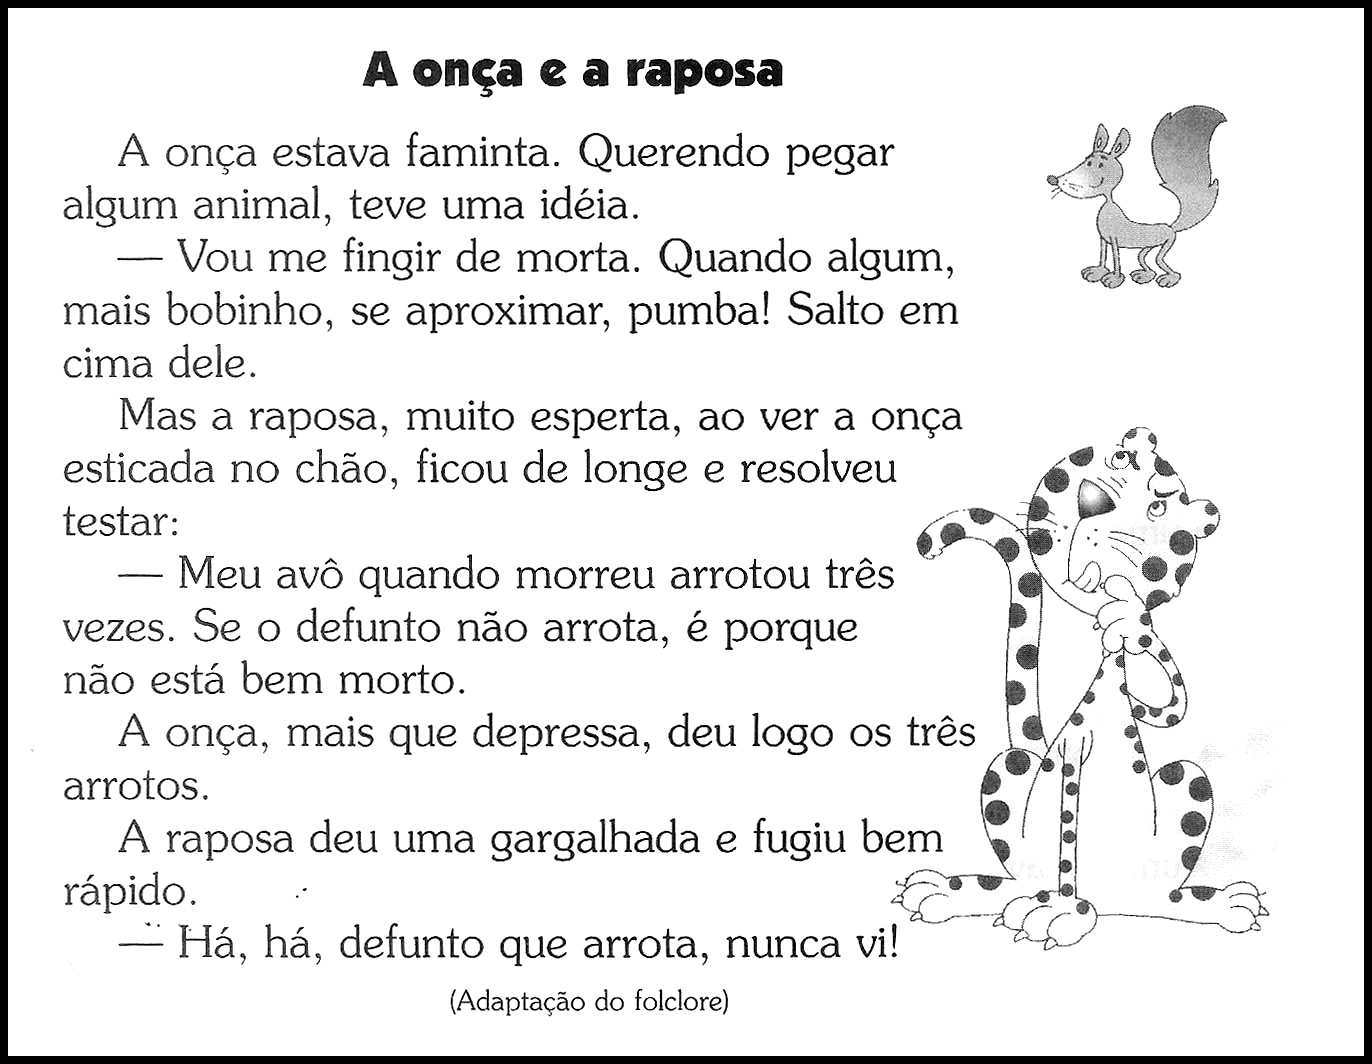 A onça e a raposa
A onça estava faminta. Querendo pegar
algum animal, teve uma idéia.
— Vou me fingir de morta. Quando algum,
mais bobinho, se aproximar, pumba! Salto em
cima dele.
Mas a raposa, muito esperta, ao ver a onça
esticada no chão, ficou de longe e resolveu
testar:
— Meu avô quando morreu arrotou três
vezes. Se o defunto não arrota, é porque
não está bem morto.
A onça, mais que depressa, deu logo os três
arrotos.
A raposa deu uma gargalhada e fugiu bem
rápido.
— Há, há, defunto que arrota, nunca vi!
(Adaptação do folclore)